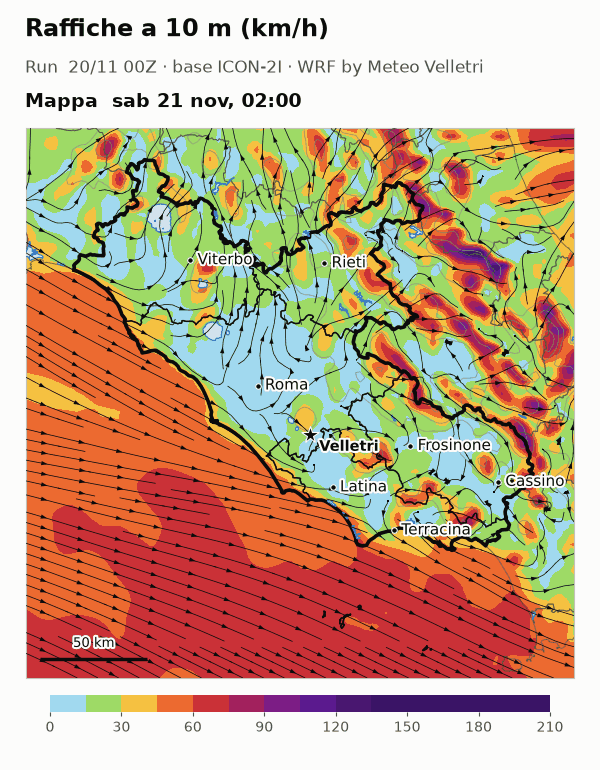 Raffiche a 10 m (km/h)
Run  20/11 00Z · base ICON-2I · WRF by Meteo Velletri
Mappa  sab 21 nov, 02:00
Viterbo
Rieti
Roma
Velletri
Frosinone
Latina
Cassino
Terracina
50 km
0 30 60 90 120 150 180 210